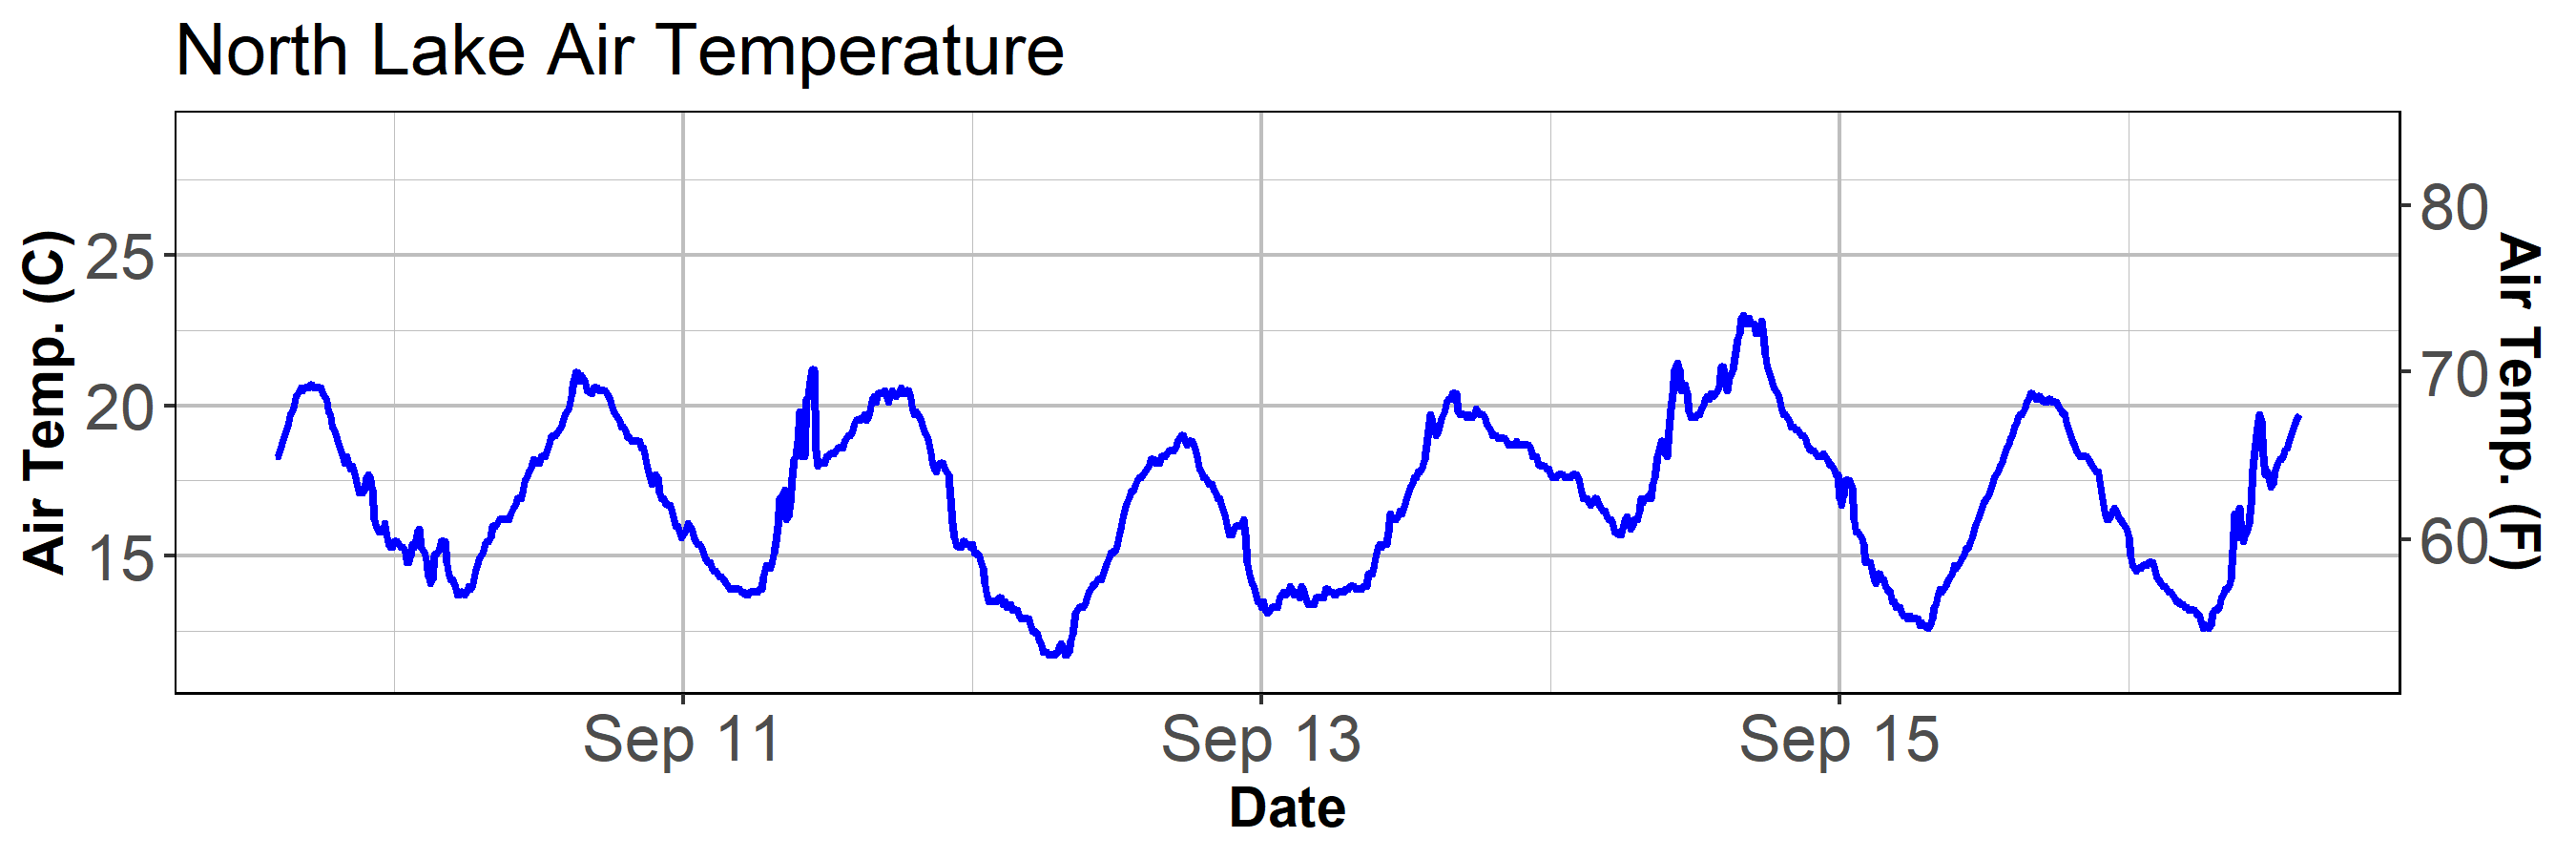 North Lake Air Temperature
Air Temp. (C)
25
20
15
80
70
60
Air Temp. (F)
Sep 11
Sep 13
Sep 15
Date